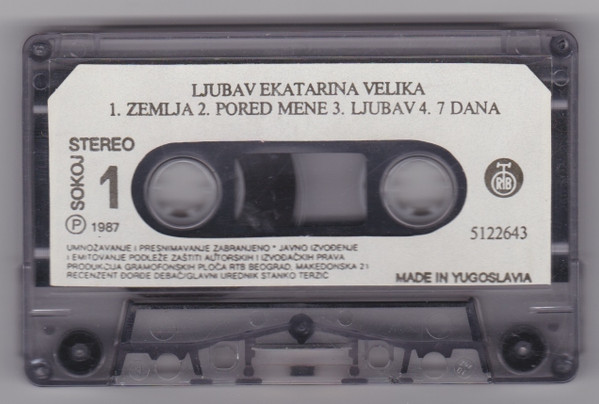 LJUBAV EKATARINA VELIKA
1. ZEMLJA 2. PORED MENE 3. LJUBAV 4. 7 DANA
STEREO
SOKOJ
1
RTB
P 1987
5122643
UMNOŽAVANJE I PRESNIMAVANJE ZABRANJENO * JAVNO IZVOĐENJE
I EMITOVANJE PODLEŽE ZAŠTITI AUTORSKIH I IZVOĐAČKIH PRAVA
PRODUKCIJA GRAMOFONSKIH PLOČA RTB BEOGRAD, MAKEDONSKA 21
RECENZENT ĐORĐE DEBAČ/GLAVNI UREDNIK STANKO TERZIĆ
MADE IN YUGOSLAVIA